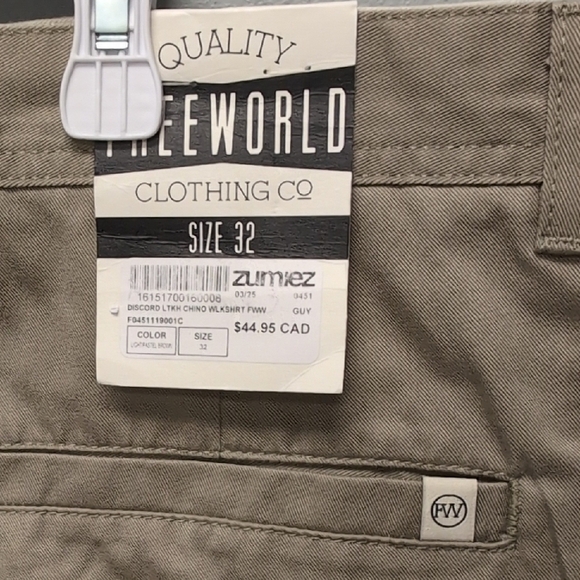 QUALITY
FREEWORLD
CLOTHING CO
SIZE 32
zumiez
16151700160008 03/75 0451
DISCORD LTKH CHINO WLKSHRT FWW GUY
F0451119001C
$44.95 CAD
COLOR SIZE
32
FW